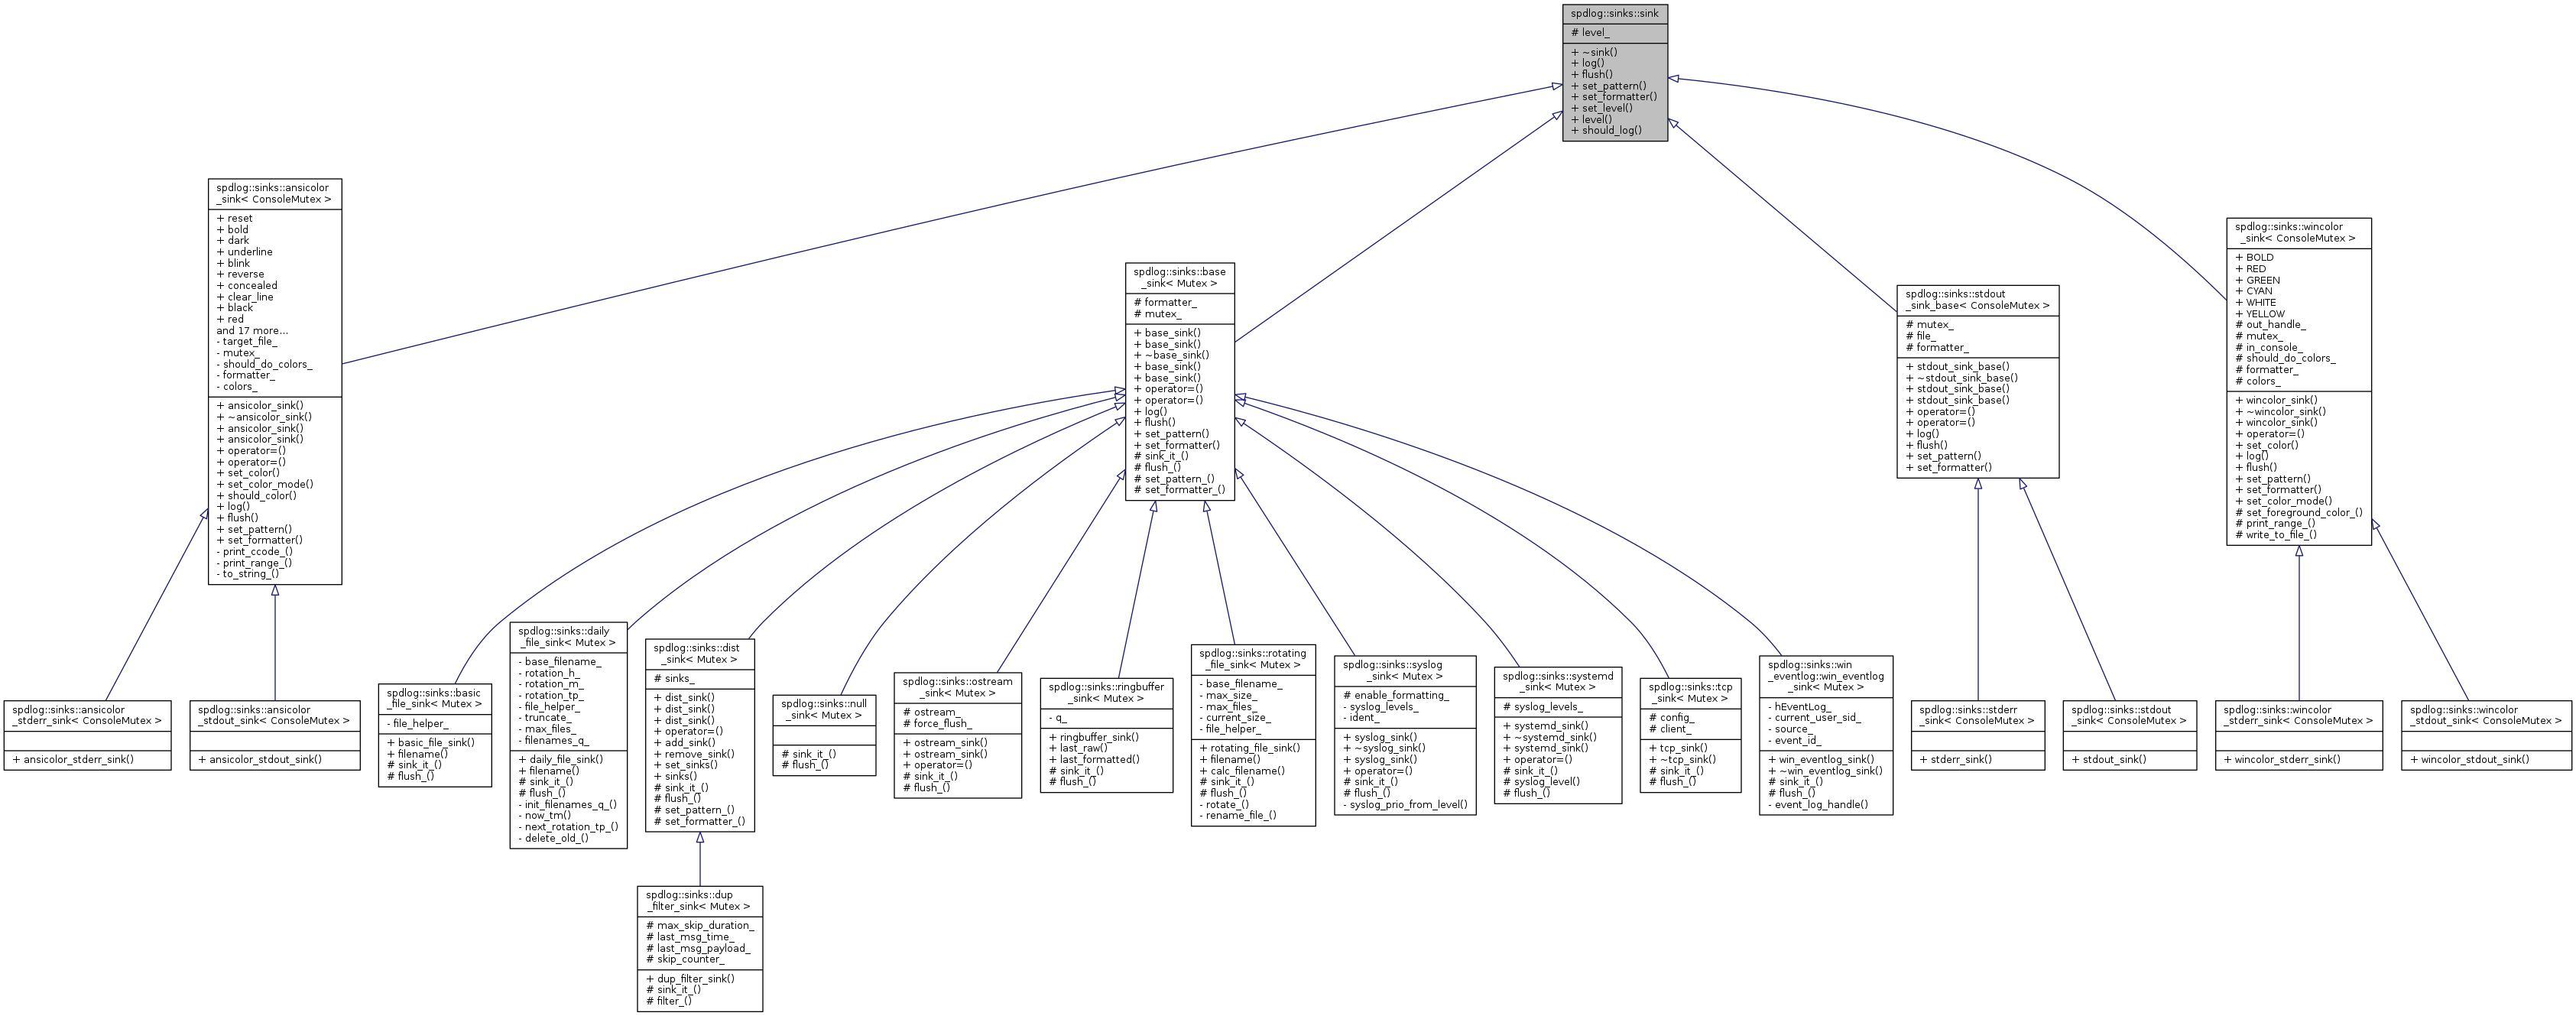 spdlog::sinks::sink
# level_
+ ~sink()
+ log()
+ flush()
+ set_pattern()
+ set_formatter()
+ set_level()
+ level()
+ should_log()
spdlog::sinks::ansicolor
_sink< ConsoleMutex >
+ reset
+ bold
+ dark
+ underline
+ blink
+ reverse
+ concealed
+ clear_line
+ black
+ red
and 17 more...
- target_file_
- mutex_
- should_do_colors_
- formatter_
- colors_
+ ansicolor_sink()
+ ~ansicolor_sink()
+ ansicolor_sink()
+ ansicolor_sink()
+ operator=()
+ operator=()
+ set_color()
+ set_color_mode()
+ should_color()
+ log()
+ flush()
+ set_pattern()
+ set_formatter()
- print_ccode_()
- print_range_()
- to_string_()
spdlog::sinks::base
_sink< Mutex >
# formatter_
# mutex_
+ base_sink()
+ base_sink()
+ ~base_sink()
+ base_sink()
+ base_sink()
+ operator=()
+ operator=()
+ log()
+ flush()
+ set_pattern()
+ set_formatter()
# sink_it_()
# flush_()
# set_pattern_()
# set_formatter_()
spdlog::sinks::stdout
_sink_base< ConsoleMutex >
# mutex_
# file_
# formatter_
+ stdout_sink_base()
+ ~stdout_sink_base()
+ stdout_sink_base()
+ stdout_sink_base()
+ operator=()
+ operator=()
+ log()
+ flush()
+ set_pattern()
+ set_formatter()
spdlog::sinks::wincolor
_sink< ConsoleMutex >
+ BOLD
+ RED
+ GREEN
+ CYAN
+ WHITE
+ YELLOW
# out_handle_
# mutex_
# in_console_
# should_do_colors_
# formatter_
# colors_
+ wincolor_sink()
+ ~wincolor_sink()
+ wincolor_sink()
+ operator=()
+ set_color()
+ log()
+ flush()
+ set_pattern()
+ set_formatter()
+ set_color_mode()
# set_foreground_color_()
# print_range_()
# write_to_file_()
spdlog::sinks::ansicolor
_stderr_sink< ConsoleMutex >
+ ansicolor_stderr_sink()
spdlog::sinks::ansicolor
_stdout_sink< ConsoleMutex >
+ ansicolor_stdout_sink()
spdlog::sinks::basic
_file_sink< Mutex >
- file_helper_
+ basic_file_sink()
+ filename()
# sink_it_()
# flush_()
spdlog::sinks::daily
_file_sink< Mutex >
- base_filename_
- rotation_h_
- rotation_m_
- rotation_tp_
- file_helper_
- truncate_
- max_files_
- filenames_q_
+ daily_file_sink()
+ filename()
# sink_it_()
# flush_()
- init_filenames_q_()
- now_tm()
- next_rotation_tp_()
- delete_old_()
spdlog::sinks::dist
_sink< Mutex >
# sinks_
+ dist_sink()
+ dist_sink()
+ dist_sink()
+ operator=()
+ add_sink()
+ remove_sink()
+ set_sinks()
+ sinks()
# sink_it_()
# flush_()
# set_pattern_()
# set_formatter_()
spdlog::sinks::null
_sink< Mutex >
# sink_it_()
# flush_()
spdlog::sinks::ostream
_sink< Mutex >
# ostream_
# force_flush_
+ ostream_sink()
+ ostream_sink()
+ operator=()
# sink_it_()
# flush_()
spdlog::sinks::ringbuffer
_sink< Mutex >
- q_
+ ringbuffer_sink()
+ last_raw()
+ last_formatted()
# sink_it_()
# flush_()
spdlog::sinks::rotating
_file_sink< Mutex >
- base_filename_
- max_size_
- max_files_
- current_size_
- file_helper_
+ rotating_file_sink()
+ filename()
+ calc_filename()
# sink_it_()
# flush_()
- rotate_()
- rename_file_()
spdlog::sinks::syslog
_sink< Mutex >
# enable_formatting_
- syslog_levels_
- ident_
+ syslog_sink()
+ ~syslog_sink()
+ syslog_sink()
+ operator=()
# sink_it_()
# flush_()
- syslog_prio_from_level()
spdlog::sinks::systemd
_sink< Mutex >
# syslog_levels_
+ systemd_sink()
+ ~systemd_sink()
+ systemd_sink()
+ operator=()
# sink_it_()
# syslog_level()
# flush_()
spdlog::sinks::tcp
_sink< Mutex >
# config_
# client_
+ tcp_sink()
+ ~tcp_sink()
# sink_it_()
# flush_()
spdlog::sinks::win
_eventlog::win_eventlog
_sink< Mutex >
- hEventLog_
- current_user_sid_
- source_
- event_id_
+ win_eventlog_sink()
+ ~win_eventlog_sink()
# sink_it_()
# flush_()
- event_log_handle()
spdlog::sinks::stderr
_sink< ConsoleMutex >
+ stderr_sink()
spdlog::sinks::stdout
_sink< ConsoleMutex >
+ stdout_sink()
spdlog::sinks::wincolor
_stderr_sink< ConsoleMutex >
+ wincolor_stderr_sink()
spdlog::sinks::wincolor
_stdout_sink< ConsoleMutex >
+ wincolor_stdout_sink()
spdlog::sinks::dup
_filter_sink< Mutex >
# max_skip_duration_
# last_msg_time_
# last_msg_payload_
# skip_counter_
+ dup_filter_sink()
# sink_it_()
# filter_()